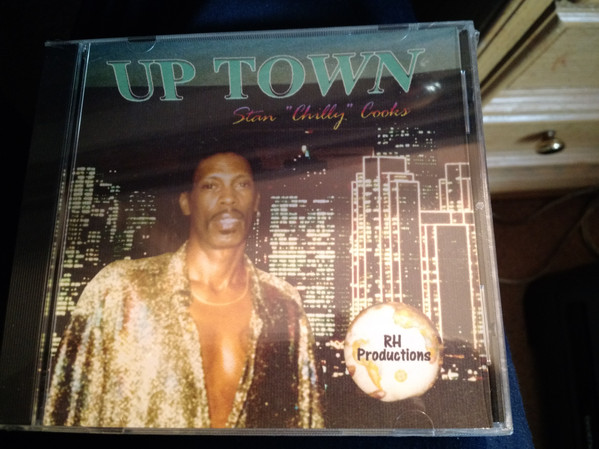 UP TOWN
Stan "Chilly" Cooks
RH
Productions